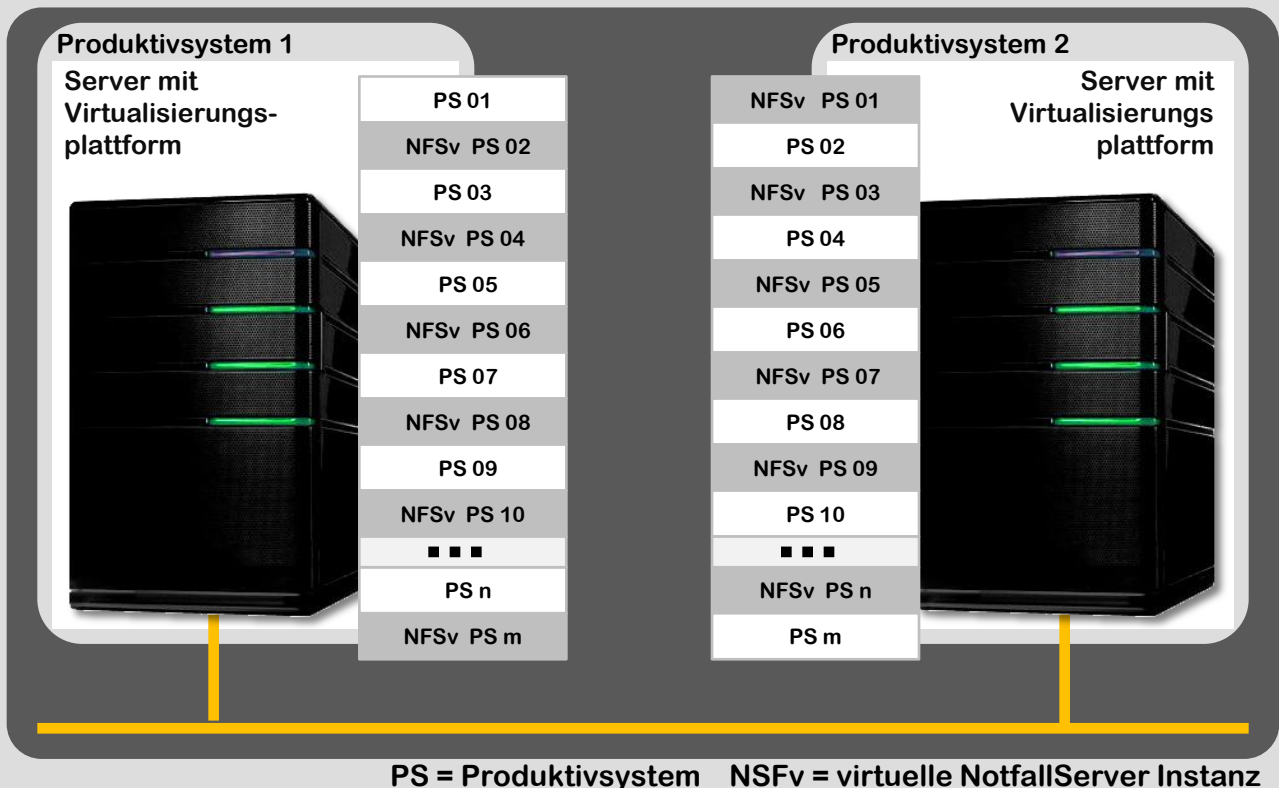 Produktivsystem 1
Server mit
Virtualisierungs-
plattform
PS 01
NFSv PS 02
PS 03
NFSv PS 04
PS 05
NFSv PS 06
PS 07
NFSv PS 08
PS 09
NFSv PS 10
PS n
NFSv PS m
Produktivsystem 2
Server mit
Virtualisierungs
plattform
NFSv PS 01
PS 02
NFSv PS 03
PS 04
NFSv PS 05
PS 06
NFSv PS 07
PS 08
NFSv PS 09
PS 10
NFSv PS n
PS m
PS = Produktivsystem NSFv = virtuelle NotfallServer Instanz